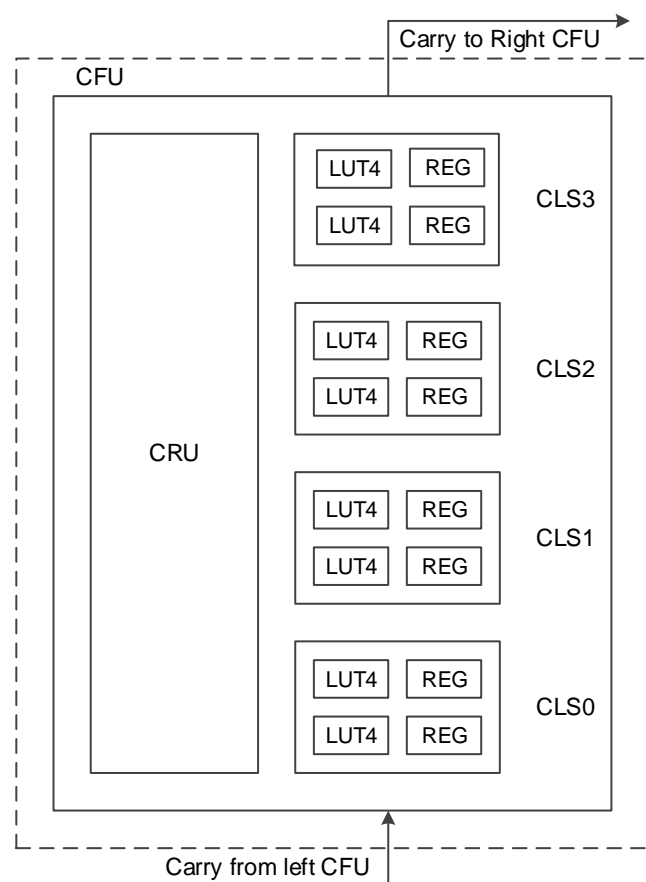 Carry to Right CFU
CFU
LUT4 REG
LUT4 REG
CLS3
LUT4 REG
LUT4 REG
CLS2
CRU
LUT4 REG
LUT4 REG
CLS1
LUT4 REG
LUT4 REG
CLS0
Carry from left CFU